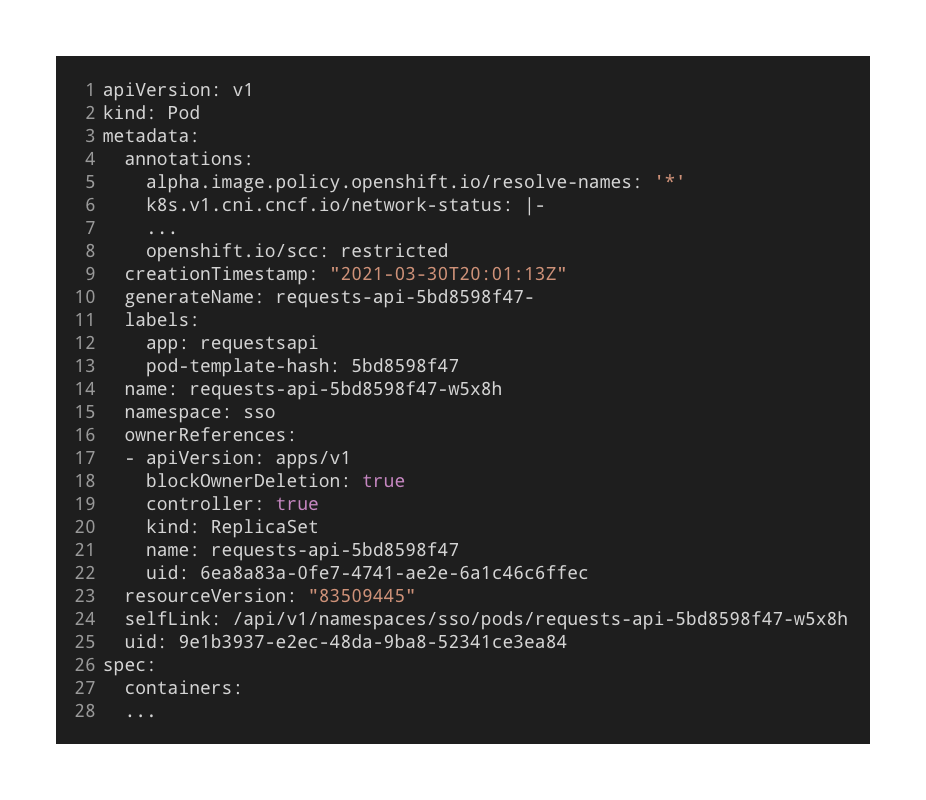 1 apiVersion: v1
2 kind: Pod
3 metadata:
4   annotations:
5     alpha.image.policy.openshift.io/resolve-names: '*'
6     k8s.v1.cni.cncf.io/network-status: |-
7     ...
8     openshift.io/scc: restricted
9   creationTimestamp: "2021-03-30T20:01:13Z"
10   generateName: requests-api-5bd8598f47-
11   labels:
12     app: requestsapi
13     pod-template-hash: 5bd8598f47
14   name: requests-api-5bd8598f47-w5x8h
15   namespace: sso
16   ownerReferences:
17   - apiVersion: apps/v1
18     blockOwnerDeletion: true
19     controller: true
20     kind: ReplicaSet
21     name: requests-api-5bd8598f47
22     uid: 6ea8a83a-0fe7-4741-ae2e-6a1c46c6ffec
23   resourceVersion: "83509445"
24   selfLink: /api/v1/namespaces/sso/pods/requests-api-5bd8598f47-w5x8h
25   uid: 9e1b3937-e2ec-48da-9ba8-52341ce3ea84
26 spec:
27   containers:
28   ...